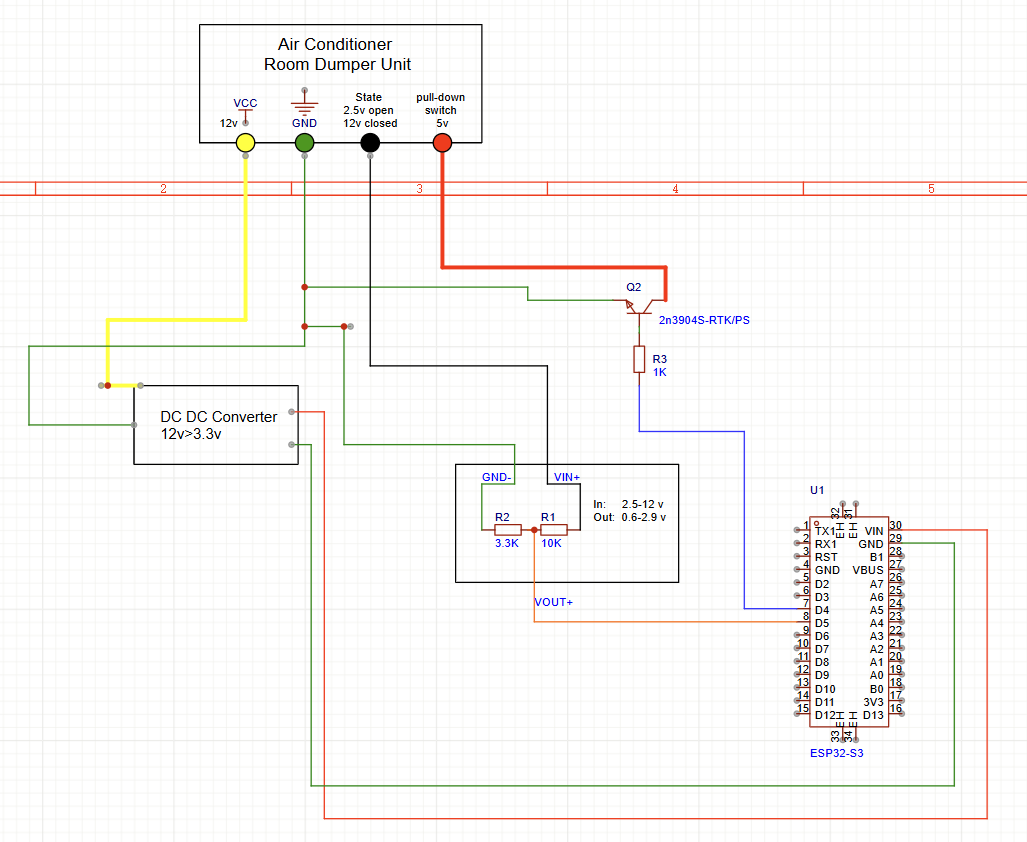 Air Conditioner
Room Dumper Unit
VCC
12v
GND
State
2.5v open
12v closed
pull-down
switch
5v
2
3
4
5
Q2
2n3904S-RTK/PS
R3
1K
DC DC Converter
12v>3.3v
GND-
VIN+
In: 2.5-12 v
Out: 0.6-2.9 v
R2
R1
3.3K
10K
VOUT+
U1
32 31
EH EH
1 TX1 VIN 30
2 RX1 GND 29
3 RST B1 28
4 GND VBUS 27
5 D2 A7 26
6 D3 A6 25
7 D4 A5 24
8 D5 A4 23
9 D6 A3 22
10 D7 A2 21
11 D8 A1 20
12 D9 A0 19
13 D10 B0 18
14 D11 3V3 17
15 D12 D13 16
EH EH
33 34
ESP32-S3